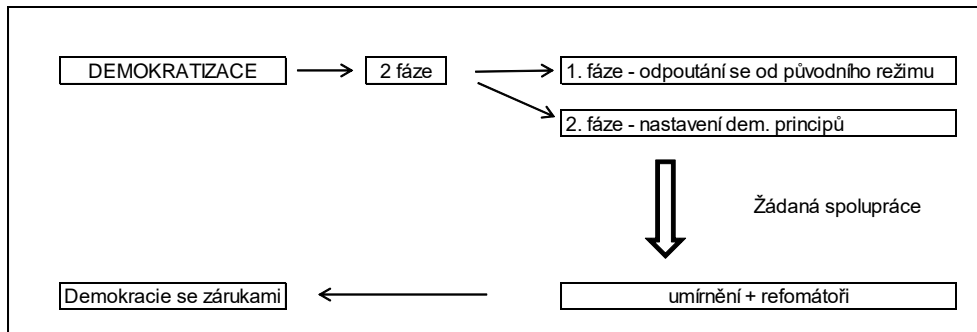 DEMOKRATIZACE
2 fáze
1. fáze - odpoutání se od původního režimu
2. fáze - nastavení dem. principů
Žádaná spolupráce
Demokracie se zárukami
umírnění + refomátoři